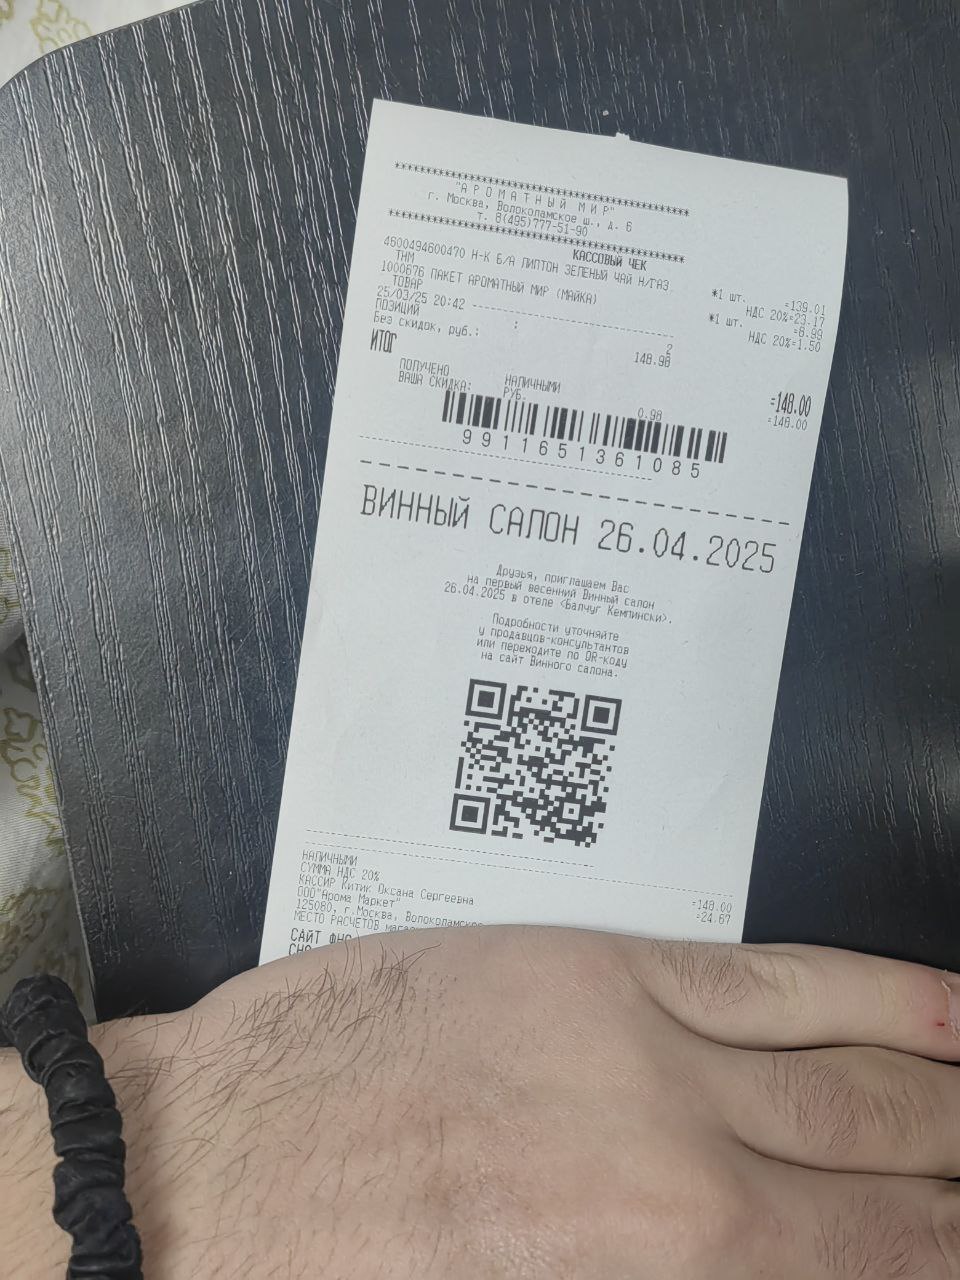 ****************************************
"АРОМАТНЫЙ МИР"
г. Москва, Волоколамское ш., д. 6
т. 8(495)777-51-90
****************************************
КАССОВЫЙ ЧЕК
4600494600470 Н-К Б/А ЛИПТОН ЗЕЛЕНЫЙ ЧАЙ Н/ГАЗ
ТНМ *1 шт. =139.01
НДС 20%=23.17
1000676 ПАКЕТ АРОМАТНЫЙ МИР (МАЙКА)
ТОВАР *1 шт. =8.99
НДС 20%=1.50
25/03/25 20:42
ПОЗИЦИЙ : 2
Без скидок, руб.: 148.98
ИТОГ =148.00
ПОЛУЧЕНО НАЛИЧНЫМИ =148.00
ВАША СКИДКА: РУБ. 0.98
9911651361085
ВИННЫЙ САЛОН 26.04.2025
Друзья, приглашаем Вас
на первый весенний Винный салон
26.04.2025 в отеле <Балчуг Кемпински>.
Подробности уточняйте
у продавцов-консультантов
или переходите по QR-коду
на сайт Винного салона.
НАЛИЧНЫМИ =148.00
СУММА НДС 20% =24.67
КАССИР Китик Оксана Сергеевна
ООО"Арома Маркет"
125080, г.Москва, Волоколамское
МЕСТО РАСЧЕТОВ
САЙТ ФНС